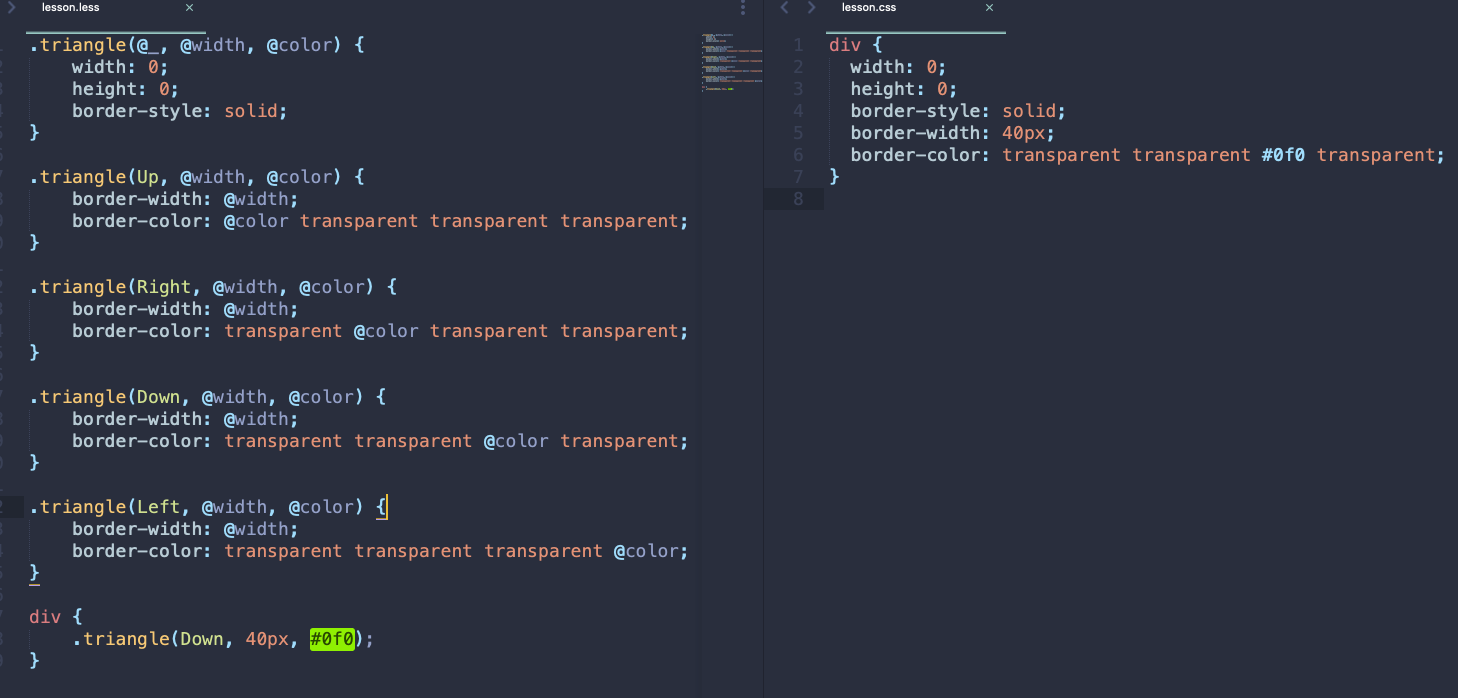 lesson.less ×
.triangle(@_, @width, @color) {
    width: 0;
    height: 0;
    border-style: solid;
}
.triangle(Up, @width, @color) {
    border-width: @width;
    border-color: @color transparent transparent transparent;
}
.triangle(Right, @width, @color) {
    border-width: @width;
    border-color: transparent @color transparent transparent;
}
.triangle(Down, @width, @color) {
    border-width: @width;
    border-color: transparent transparent @color transparent;
}
.triangle(Left, @width, @color) {
    border-width: @width;
    border-color: transparent transparent transparent @color;
}
div {
    .triangle(Down, 40px, #0f0);
}
lesson.css ×
1 div {
2   width: 0;
3   height: 0;
4   border-style: solid;
5   border-width: 40px;
6   border-color: transparent transparent #0f0 transparent;
7 }
8